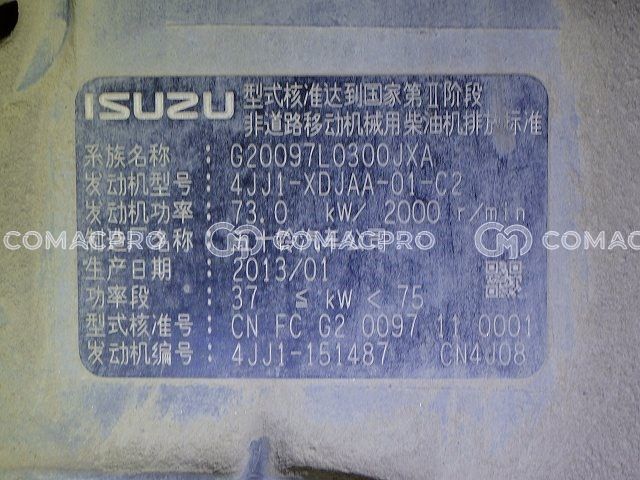 ISUZU 型式核准达到国家第II阶段
非道路移动机械用柴油机排放标准
系族名称 : G20097L0300JXA
发动机型号: 4JJ1-XDJAA-01-C2
发动机功率: 73.0 kW/ 2000 r/min
名称 : 五十
COMACPRO COMACPRO
生产日期 : 2013/01
功率段 : 37 ≤ kW < 75
型式核准号: CN FC G2 0097 11 0001
发动机编号: 4JJ1-151487 CN4J08